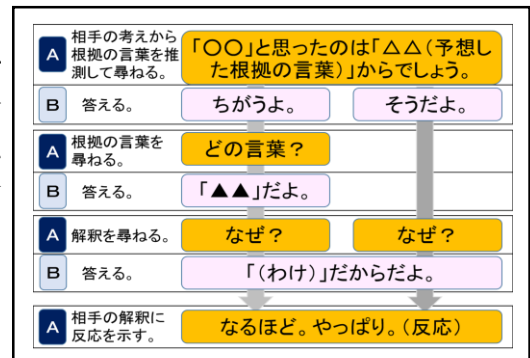 A
相手の考えから
根拠の言葉を推
測して尋ねる。
「〇〇」と思ったのは「△△(予想し
た根拠の言葉)」からでしょう。
B
答える。
ちがうよ。
そうだよ。
A
根拠の言葉を
尋ねる。
どの言葉?
B
答える。
「▲▲」だよ。
A
解釈を尋ねる。
なぜ?
なぜ?
B
答える。
「(わけ)」だからだよ。
A
相手の解釈に
反応を示す。
なるほど。やっぱり。(反応)